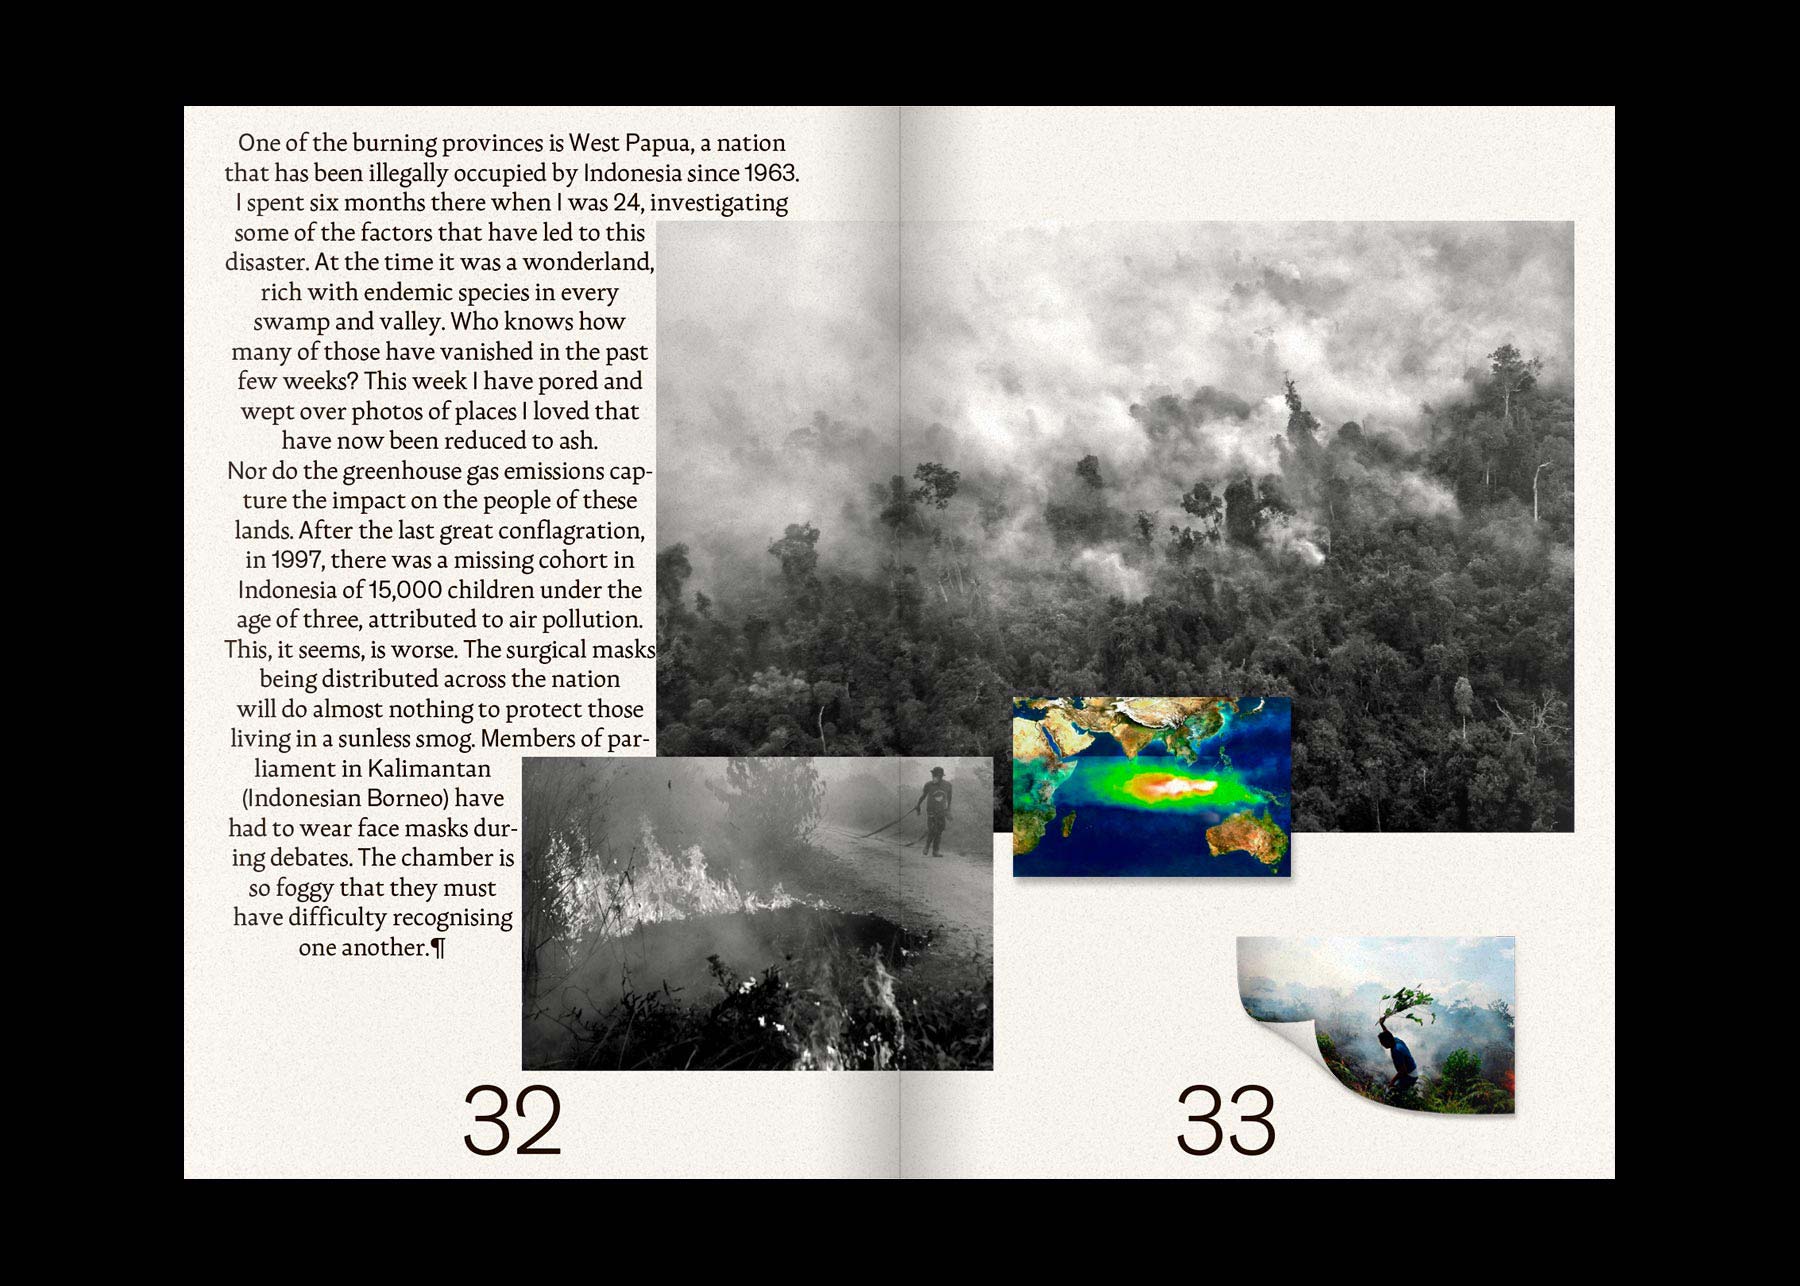 One of the burning provinces is West Papua, a nation
that has been illegally occupied by Indonesia since 1963.
I spent six months there when I was 24, investigating
some of the factors that have led to this
disaster. At the time it was a wonderland,
rich with endemic species in every
swamp and valley. Who knows how
many of those have vanished in the past
few weeks? This week I have pored and
wept over photos of places I loved that
have now been reduced to ash.
Nor do the greenhouse gas emissions cap-
ture the impact on the people of these
lands. After the last great conflagration,
in 1997, there was a missing cohort in
Indonesia of 15,000 children under the
age of three, attributed to air pollution.
This, it seems, is worse. The surgical masks
being distributed across the nation
will do almost nothing to protect those
living in a sunless smog. Members of par-
liament in Kalimantan
(Indonesian Borneo) have
had to wear face masks dur-
ing debates. The chamber is
so foggy that they must
have difficulty recognising
one another.¶
32
33